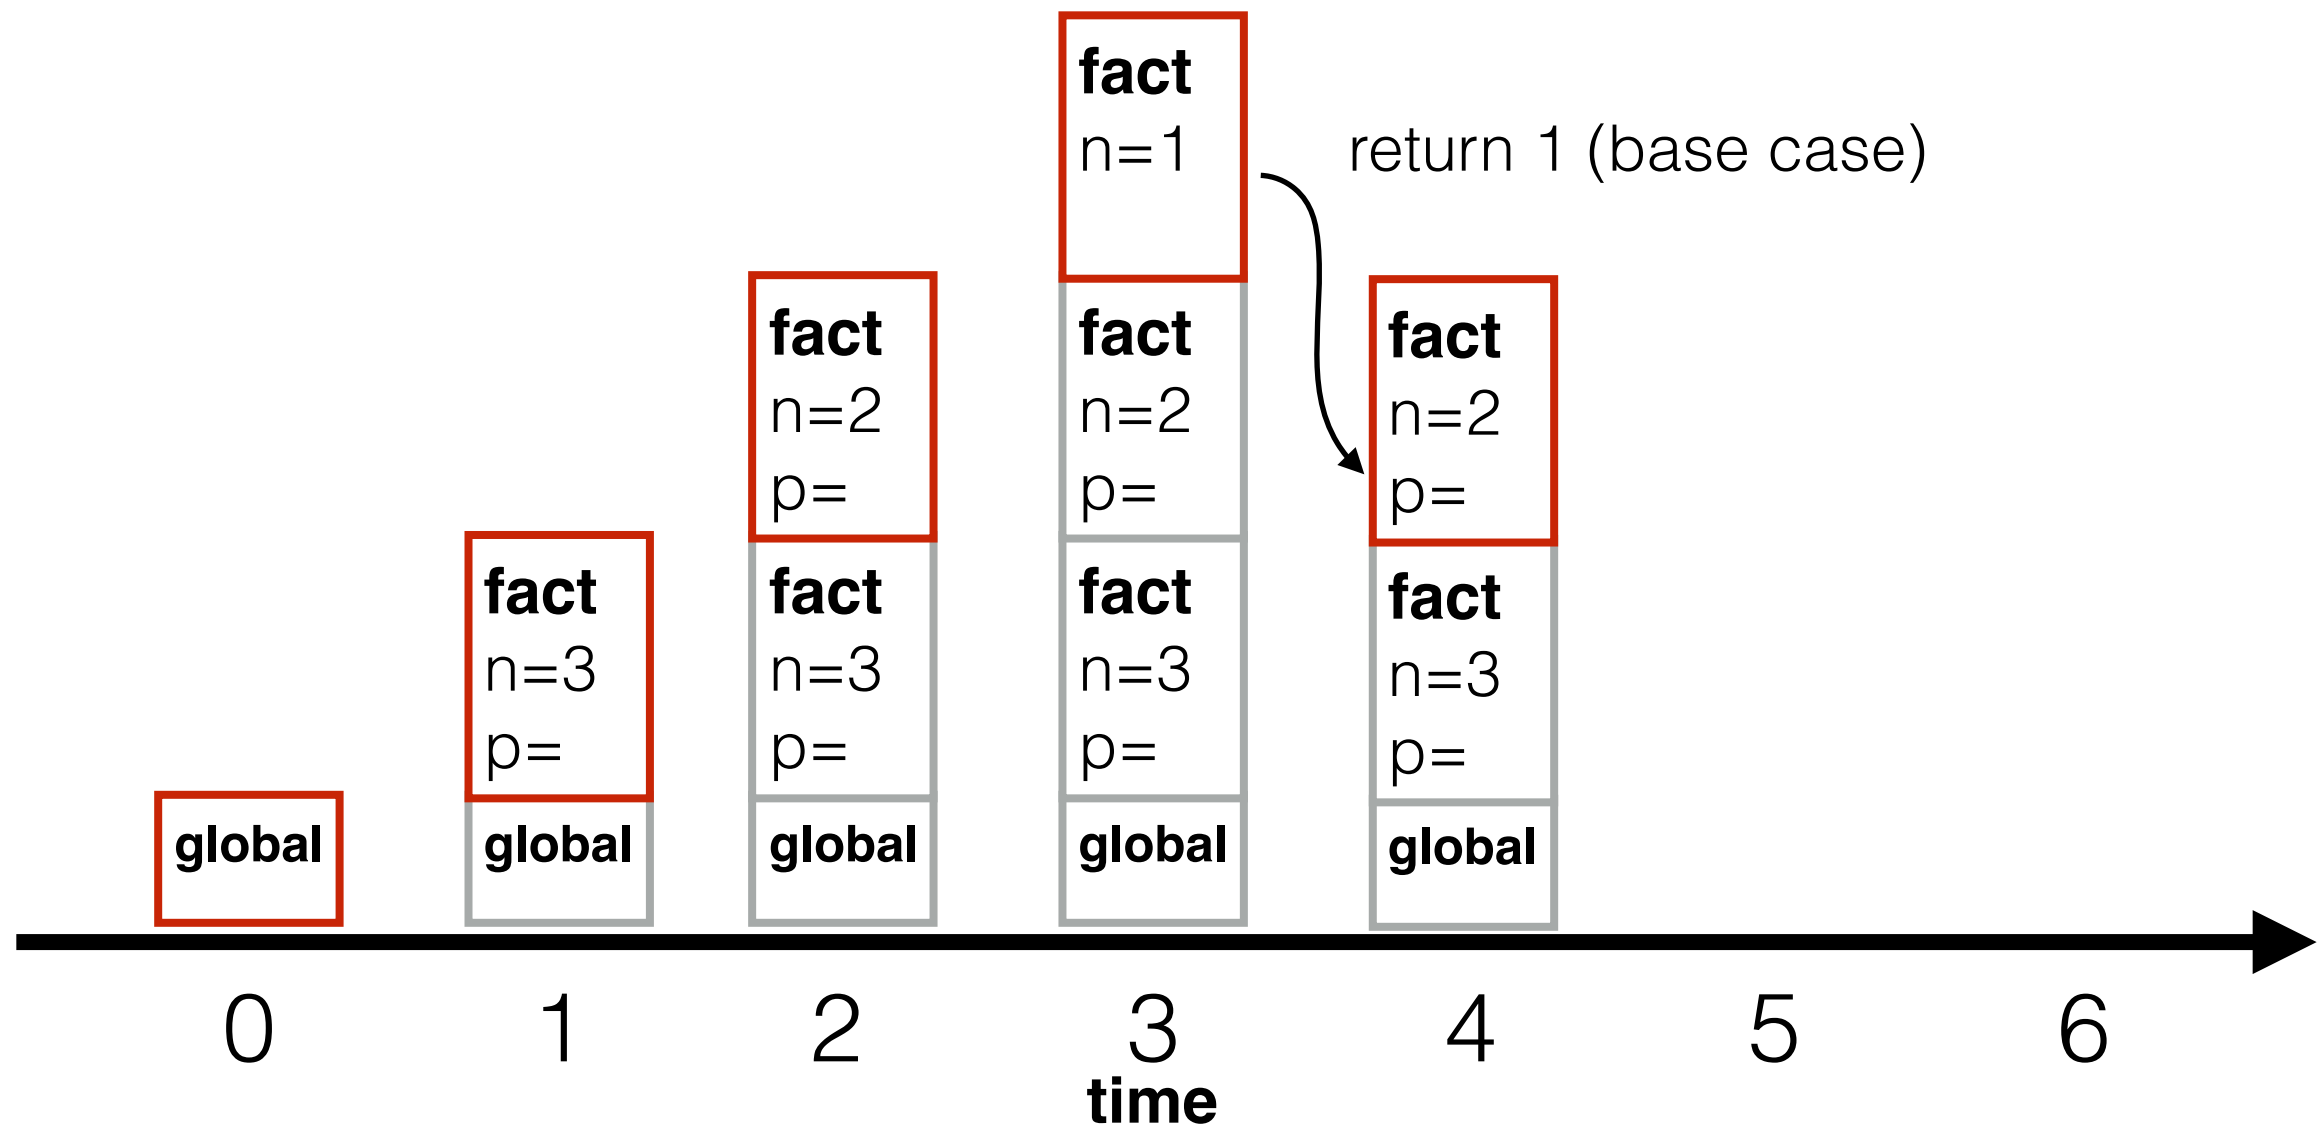 global
fact
n=3
p=
global
fact
n=2
p=
fact
n=3
p=
global
fact
n=1
fact
n=2
p=
fact
n=3
p=
global
return 1 (base case)
fact
n=2
p=
fact
n=3
p=
global
0 1 2 3 4 5 6
time